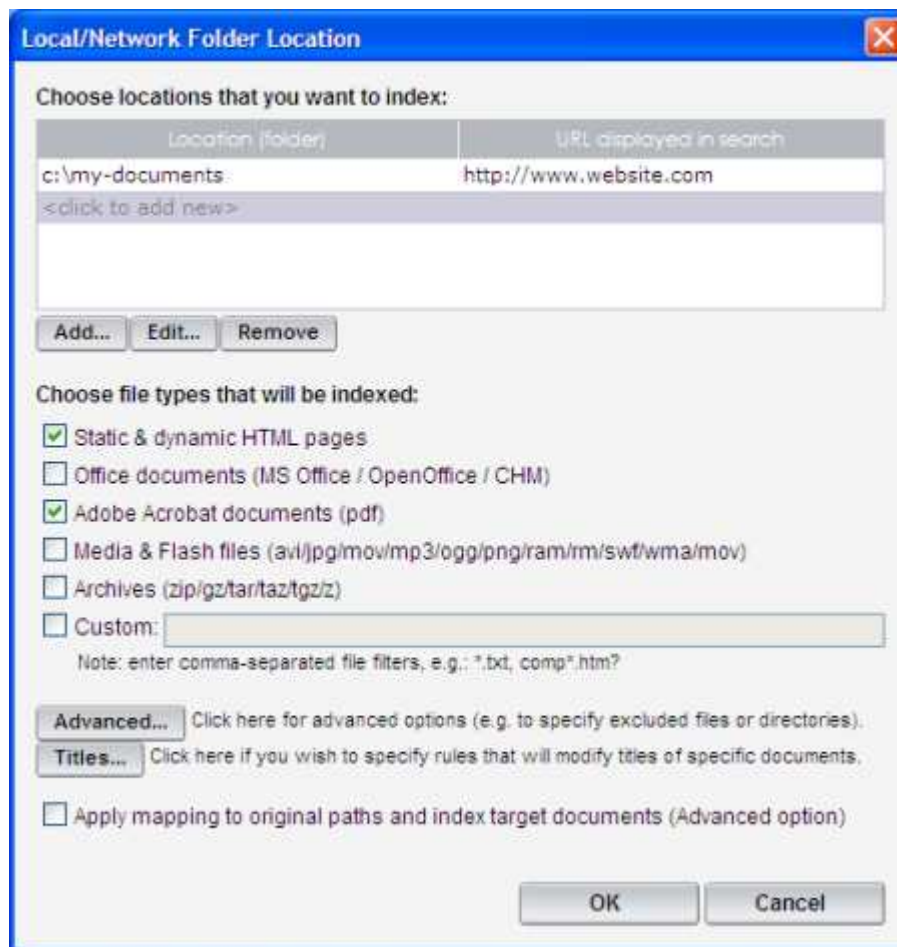 Local/Network Folder Location
Choose locations that you want to index:
Location (folder) URL displayed in search
c:\my-documents http://www.website.com
<click to add new>
Add... Edit... Remove
Choose file types that will be indexed:
Static & dynamic HTML pages
Office documents (MS Office / OpenOffice / CHM)
Adobe Acrobat documents (pdf)
Media & Flash files (avi/jpg/mov/mp3/ogg/png/ram/rm/swf/wma/mov)
Archives (zip/gz/tar/taz/tgz/z)
Custom:
Note: enter comma-separated file filters, e.g.: *.txt, comp*.htm?
Advanced... Click here for advanced options (e.g. to specify excluded files or directories).
Titles... Click here if you wish to specify rules that will modify titles of specific documents.
Apply mapping to original paths and index target documents (Advanced option)
OK Cancel